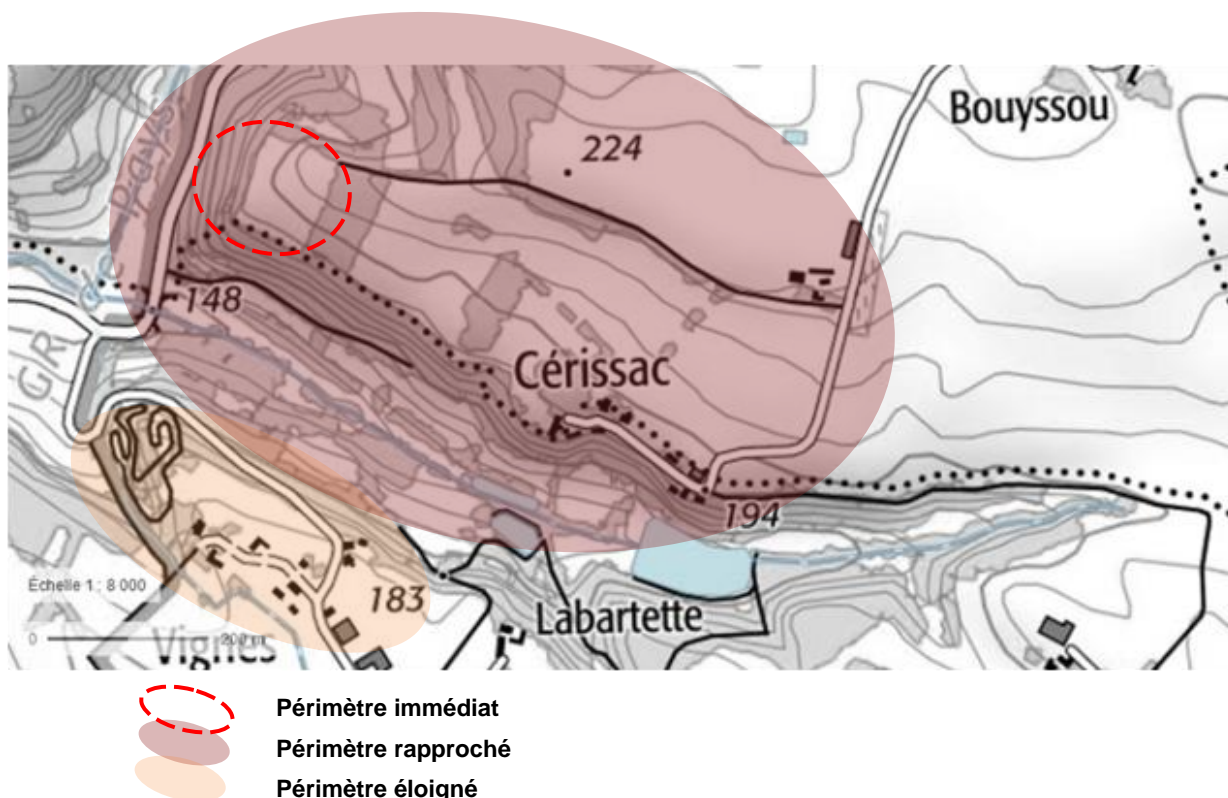 Bouyssou
224
148
Cérissac
GR
194
Échelle 1 : 8 000
183
Labartette
0 200 m
Vignes
Périmètre immédiat
Périmètre rapproché
Périmètre éloigné